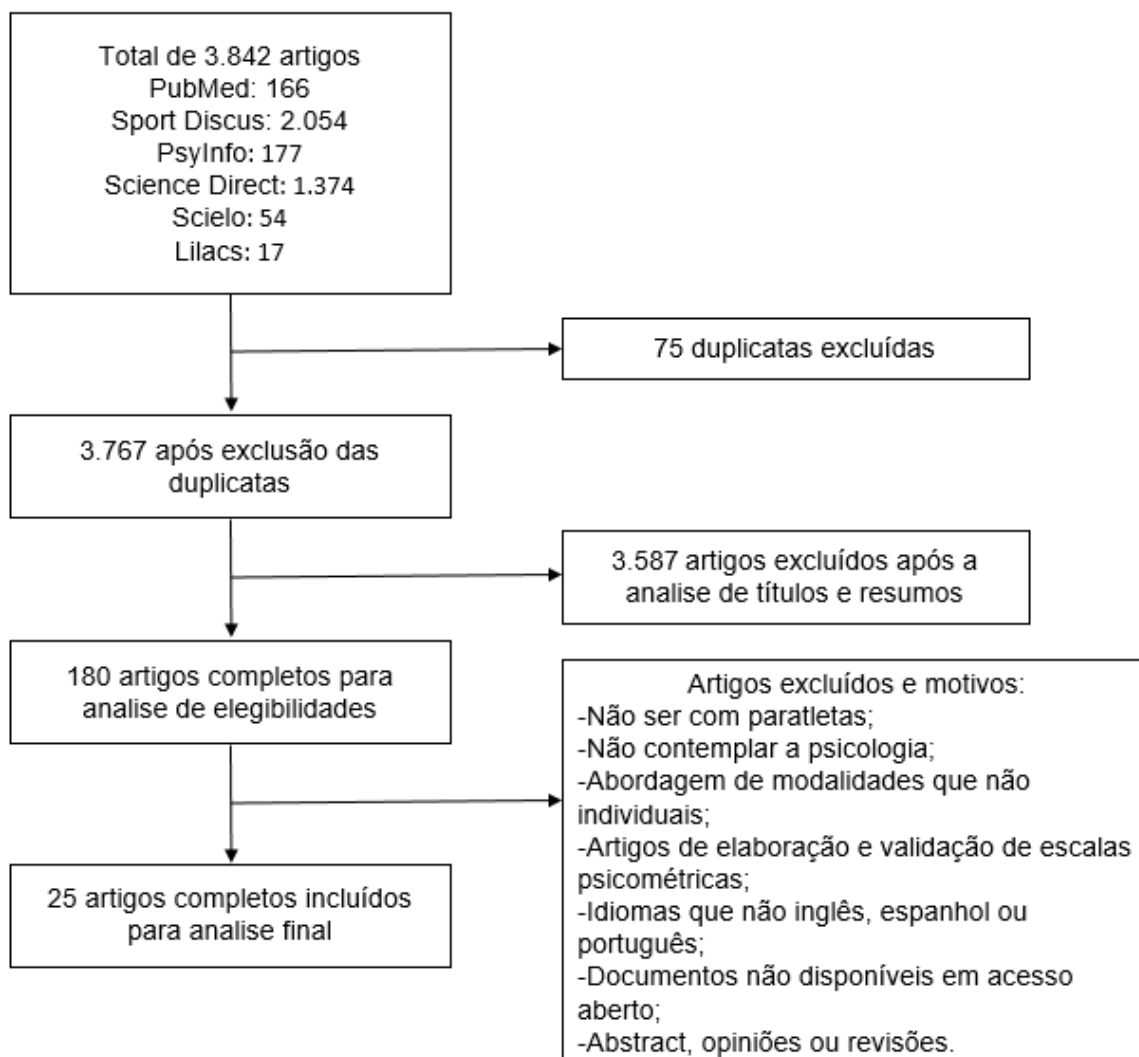 Total de 3.842 artigos
PubMed: 166
Sport Discus: 2.054
PsyInfo: 177
Science Direct: 1.374
Scielo: 54
Lilacs: 17
75 duplicatas excluídas
3.767 após exclusão das
duplicatas
3.587 artigos excluídos após a
analise de títulos e resumos
180 artigos completos para
analise de elegibilidades
Artigos excluídos e motivos:
-Não ser com paratletas;
-Não contemplar a psicologia;
-Abordagem de modalidades que não
individuais;
-Artigos de elaboração e validação de escalas
psicométricas;
-Idiomas que não inglês, espanhol ou
português;
-Documentos não disponíveis em acesso
aberto;
-Abstract, opiniões ou revisões.
25 artigos completos incluídos
para analise final